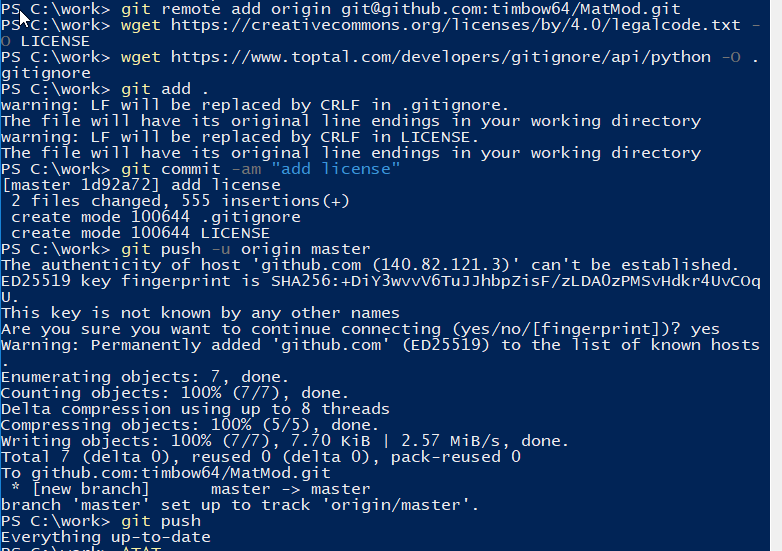 PS C:\work> git remote add origin git@github.com:timbow64/MatMod.git
PS C:\work> wget https://creativecommons.org/licenses/by/4.0/legalcode.txt -
O LICENSE
PS C:\work> wget https://www.toptal.com/developers/gitignore/api/python -O .
gitignore
PS C:\work> git add .
warning: LF will be replaced by CRLF in .gitignore.
The file will have its original line endings in your working directory
warning: LF will be replaced by CRLF in LICENSE.
The file will have its original line endings in your working directory
PS C:\work> git commit -am "add license"
[master 1d92a72] add license
 2 files changed, 555 insertions(+)
 create mode 100644 .gitignore
 create mode 100644 LICENSE
PS C:\work> git push -u origin master
The authenticity of host 'github.com (140.82.121.3)' can't be established.
ED25519 key fingerprint is SHA256:+DiY3wvvV6TuJJhbpZisF/zLDA0zPMSvHdkr4UvCOq
U.
This key is not known by any other names
Are you sure you want to continue connecting (yes/no/[fingerprint])? yes
Warning: Permanently added 'github.com' (ED25519) to the list of known hosts
.
Enumerating objects: 7, done.
Counting objects: 100% (7/7), done.
Delta compression using up to 8 threads
Compressing objects: 100% (5/5), done.
Writing objects: 100% (7/7), 7.70 KiB | 2.57 MiB/s, done.
Total 7 (delta 0), reused 0 (delta 0), pack-reused 0
To github.com:timbow64/MatMod.git
 * [new branch]      master -> master
branch 'master' set up to track 'origin/master'.
PS C:\work> git push
Everything up-to-date